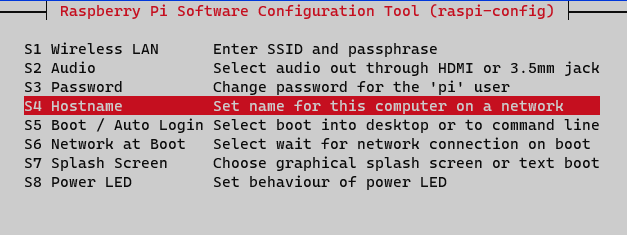 Raspberry Pi Software Configuration Tool (raspi-config)
S1 Wireless LAN Enter SSID and passphrase
S2 Audio Select audio out through HDMI or 3.5mm jack
S3 Password Change password for the 'pi' user
S4 Hostname Set name for this computer on a network
S5 Boot / Auto Login Select boot into desktop or to command line
S6 Network at Boot Select wait for network connection on boot
S7 Splash Screen Choose graphical splash screen or text boot
S8 Power LED Set behaviour of power LED